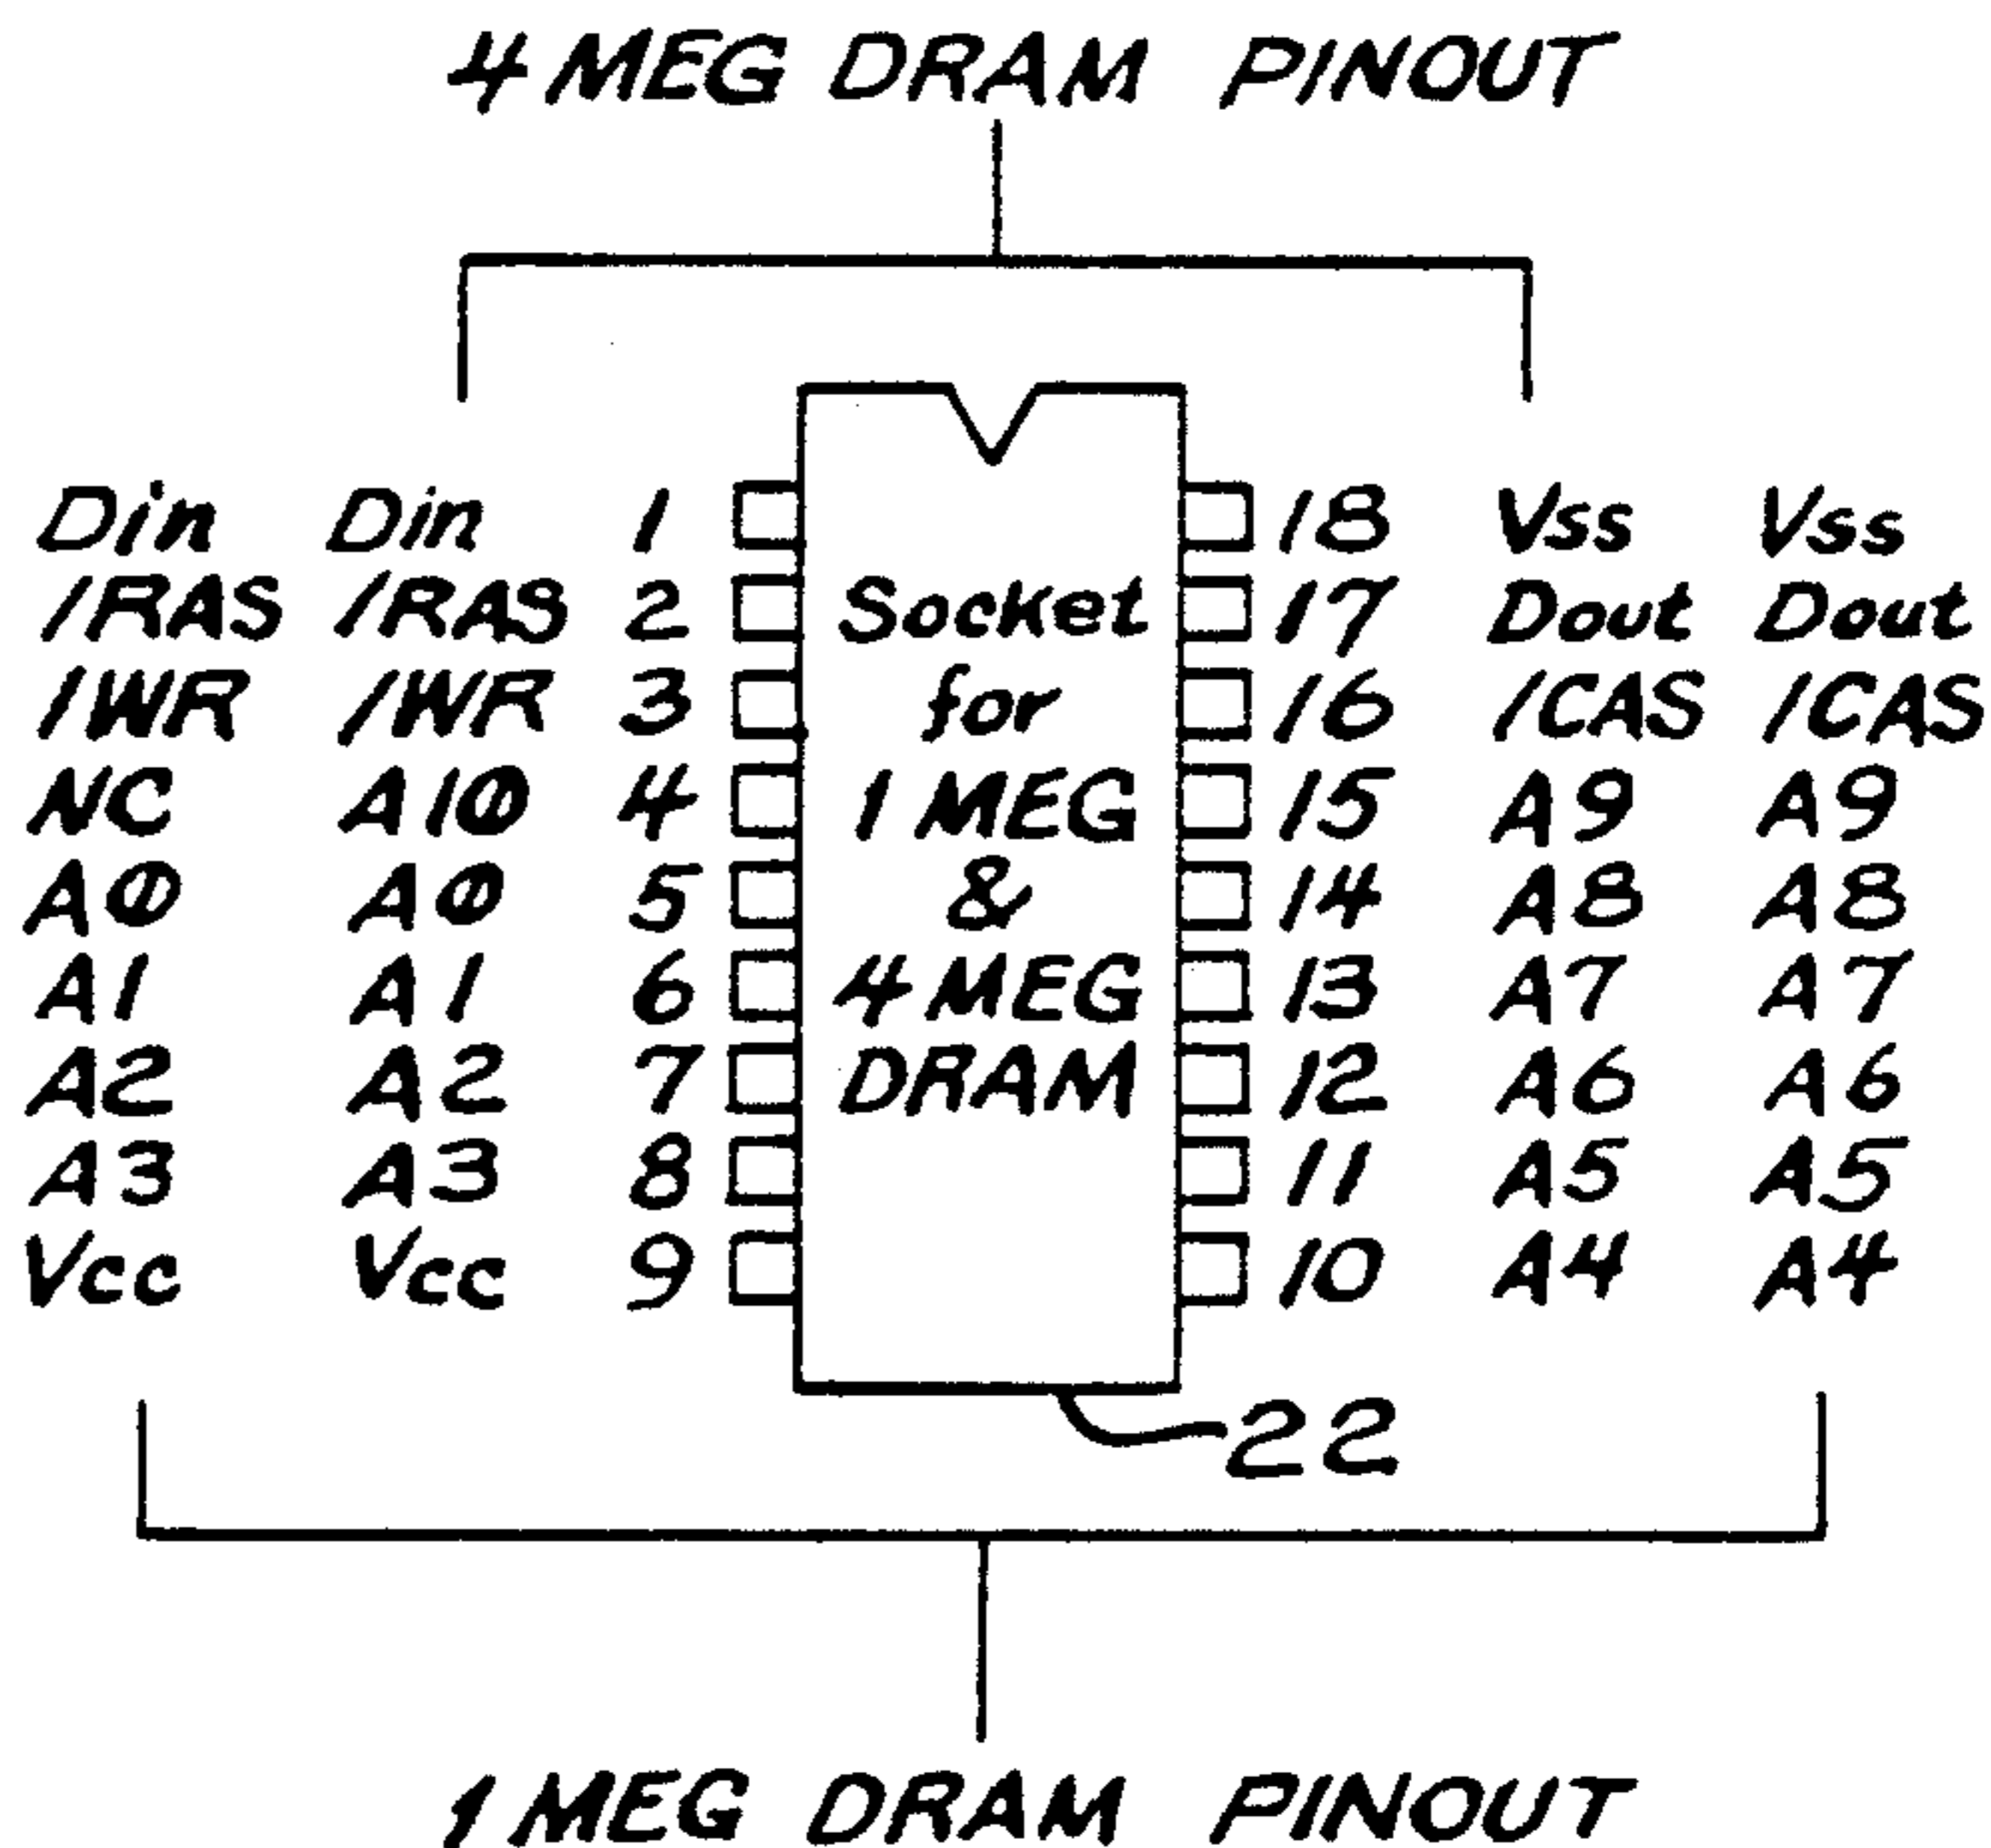 4 MEG DRAM PINOUT
Din Din 1 18 Vss Vss
/RAS /RAS 2 Socket 17 Dout Dout
/WR /WR 3 for 16 /CAS /CAS
NC A10 4 1 MEG 15 A9 A9
A0 A0 5 & 14 A8 A8
A1 A1 6 4 MEG 13 A7 A7
A2 A2 7 DRAM 12 A6 A6
A3 A3 8 11 A5 A5
Vcc Vcc 9 10 A4 A4
22
1 MEG DRAM PINOUT